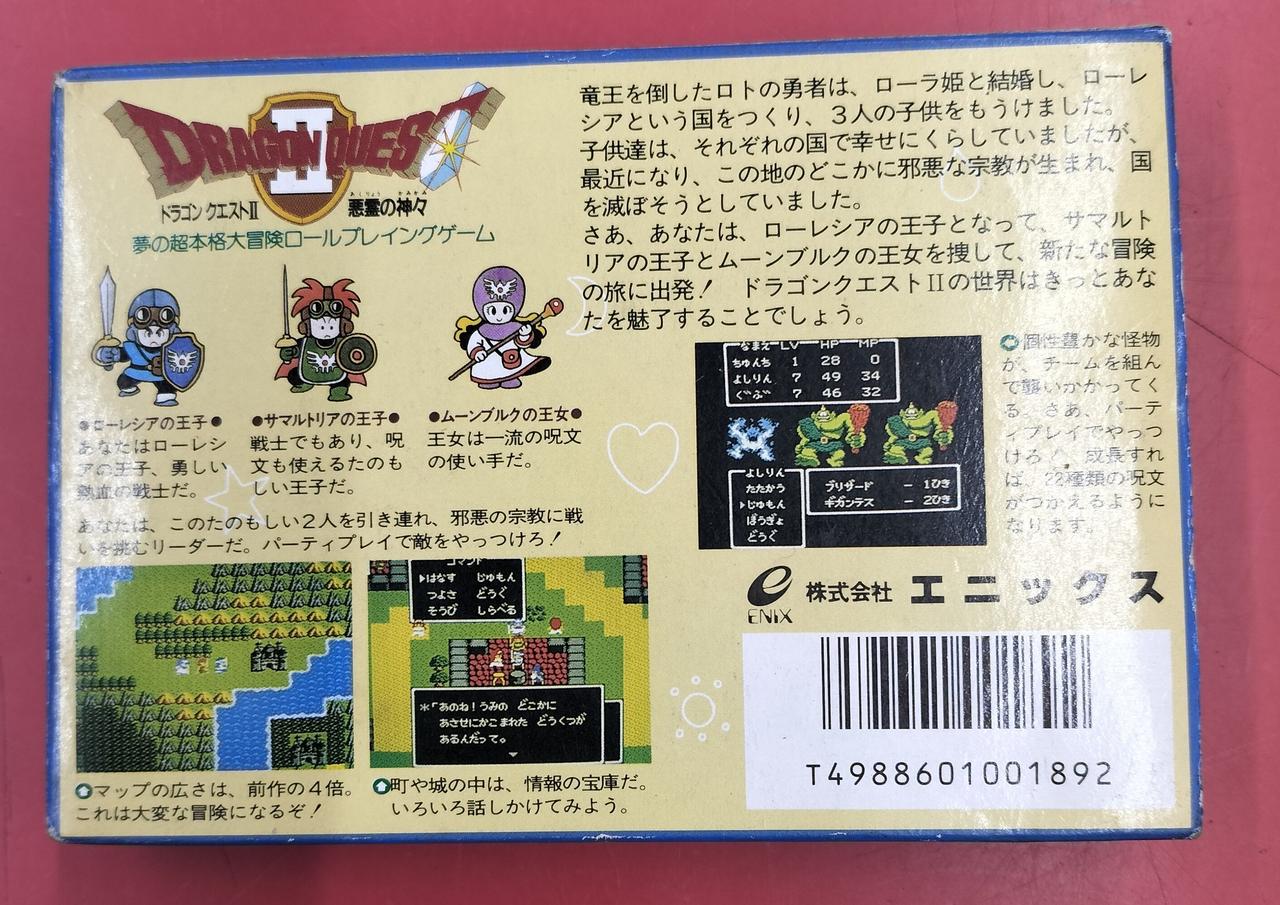 DRAGON QUEST
II
ドラゴンクエストII 悪霊の神々
あくりょう かみがみ
夢の超本格大冒険ロールプレイングゲーム
竜王を倒したロトの勇者は、ローラ姫と結婚し、ローレ
シアという国をつくり、3人の子供をもうけました。
子供達は、それぞれの国で幸せにくらしていましたが、
最近になり、この地のどこかに邪悪な宗教が生まれ、国
を滅ぼそうとしていました。
さあ、あなたは、ローレシアの王子となって、サマルト
リアの王子とムーンブルクの王女を捜して、新たな冒険
の旅に出発! ドラゴンクエストIIの世界はきっとあな
たを魅了することでしょう。
●ローレシアの王子●
あなたはローレシ
アの王子、勇しい
熱血の戦士だ。
●サマルトリアの王子●
戦士でもあり、呪
文も使えるたのも
しい王子だ。
●ムーンブルクの王女●
王女は一流の呪文
の使い手だ。
あなたは、このたのもしい2人を引き連れ、邪悪の宗教に戦
いを挑むリーダーだ。パーティプレイで敵をやっつけろ!
なまえ LV HP MP
ちゅんち 1 28 0
よしりん 7 49 34
ぐぶ 7 46 32
よしりん
たたかう
▶じゅもん
ぼうぎょ
どうぐ
ブリザード - 1ひき
ギガンテス - 2ひき
個性豊かな怪物
が、チームを組ん
で襲いかかってく
る。さあ、パーテ
ィプレイでやっつ
けろ!、成長すれ
ば、22種類の呪文
がつかえるように
なります。
コマンド
▶はなす じゅもん
つよさ どうぐ
そうび しらべる
*「あのね!うみの どこかに
あさせにかこまれた どうくつが
あるんだって。
マップの広さは、前作の4倍。
これは大変な冒険になるぞ!
町や城の中は、情報の宝庫だ。
いろいろ話しかけてみよう。
ENIX 株式会社 エニックス
T4988601001892